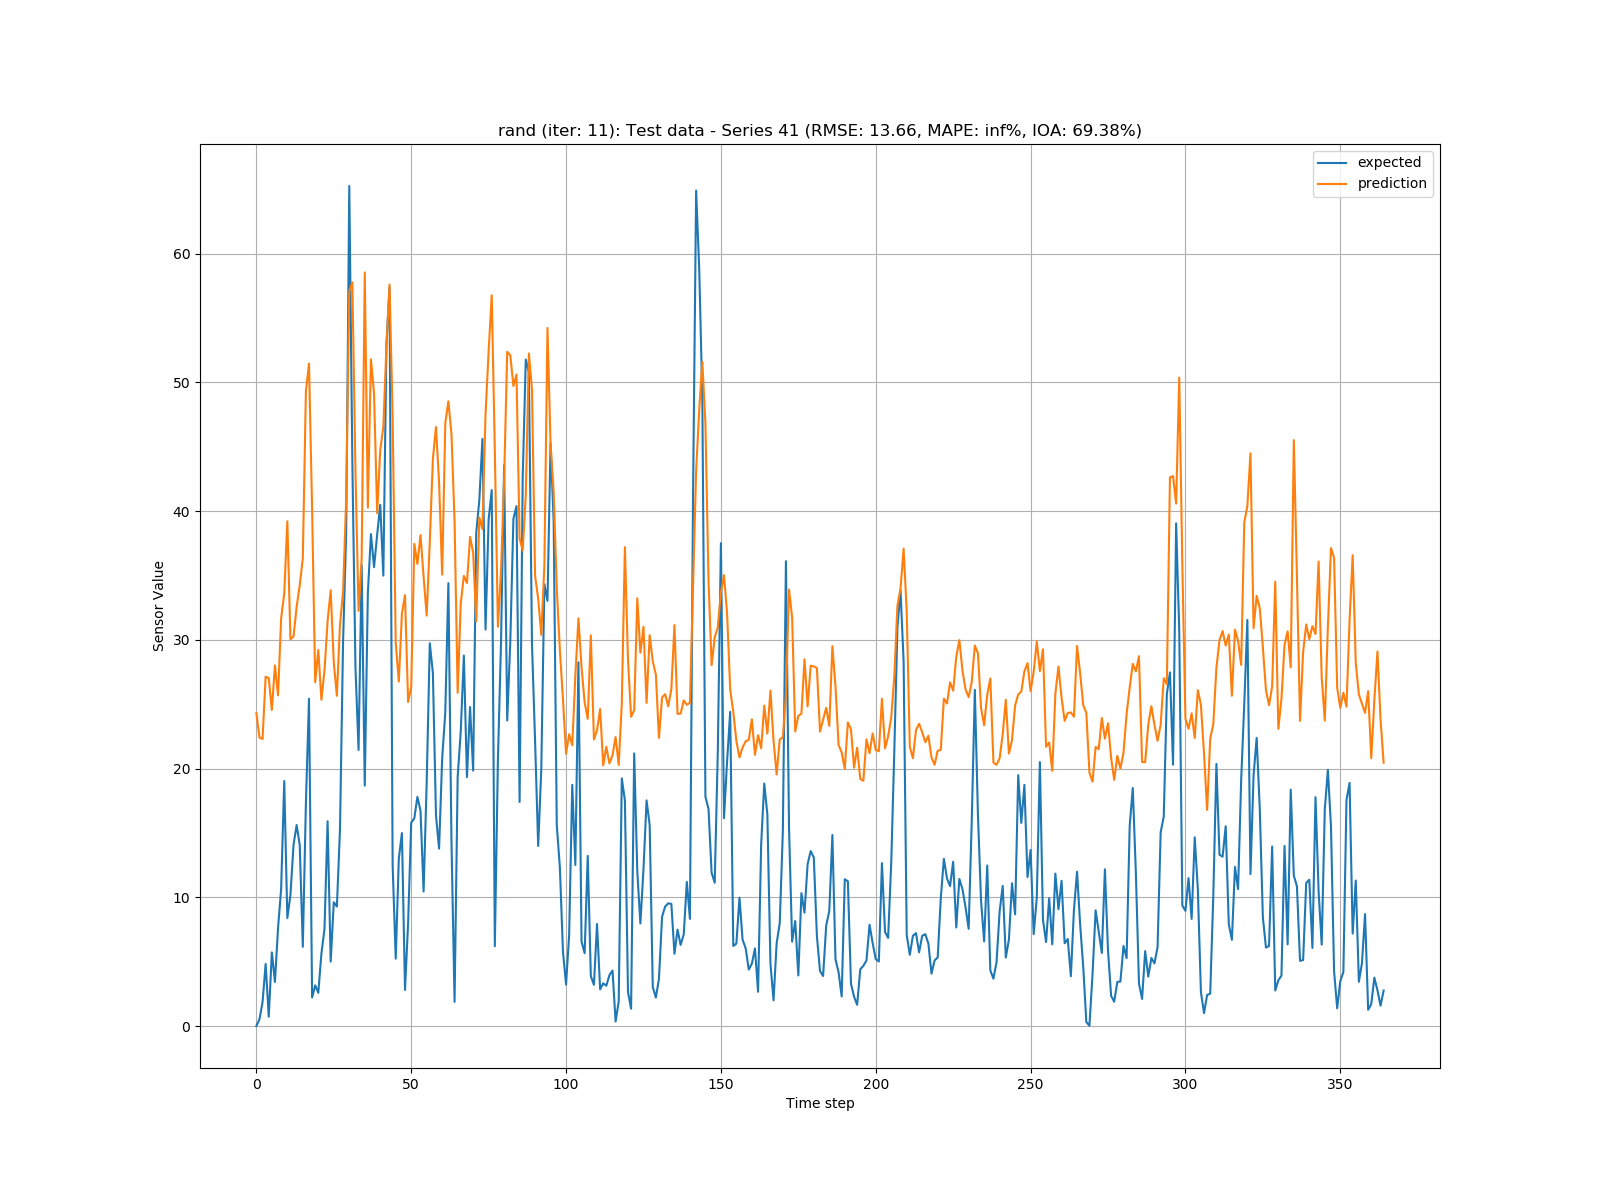 rand (iter: 11): Test data - Series 41 (RMSE: 13.66, MAPE: inf%, IOA: 69.38%)
expected
prediction
Sensor Value
60
50
40
30
20
10
0
0 50 100 150 200 250 300 350
Time step